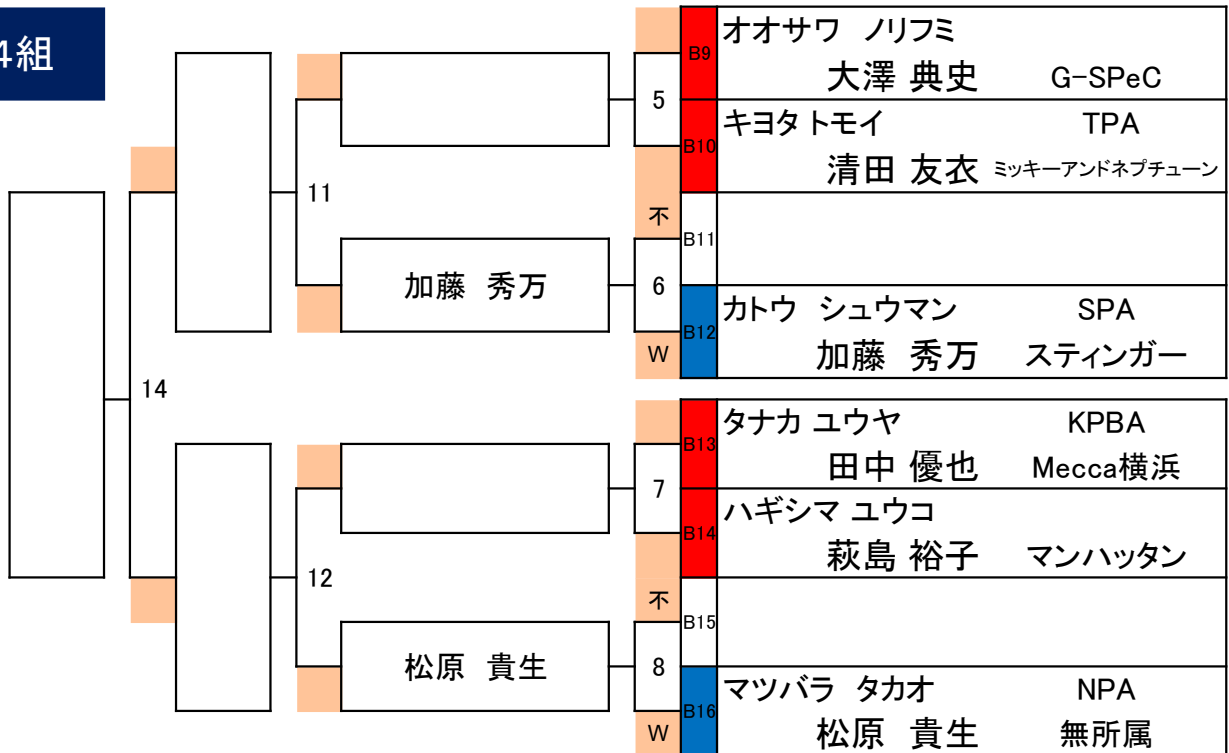 4組
B9
オオサワ ノリフミ
大澤 典史 G-SPeC
5
B10
キヨタ トモイ TPA
清田 友衣 ミッキーアンドネプチューン
11
不
B11
加藤 秀万
6
B12
カトウ シュウマン SPA
加藤 秀万 スティンガー
W
14
B13
タナカ ユウヤ KPBA
田中 優也 Mecca横浜
7
B14
ハギシマ ユウコ
萩島 裕子 マンハッタン
12
不
B15
松原 貴生
8
B16
マツバラ タカオ NPA
松原 貴生 無所属
W